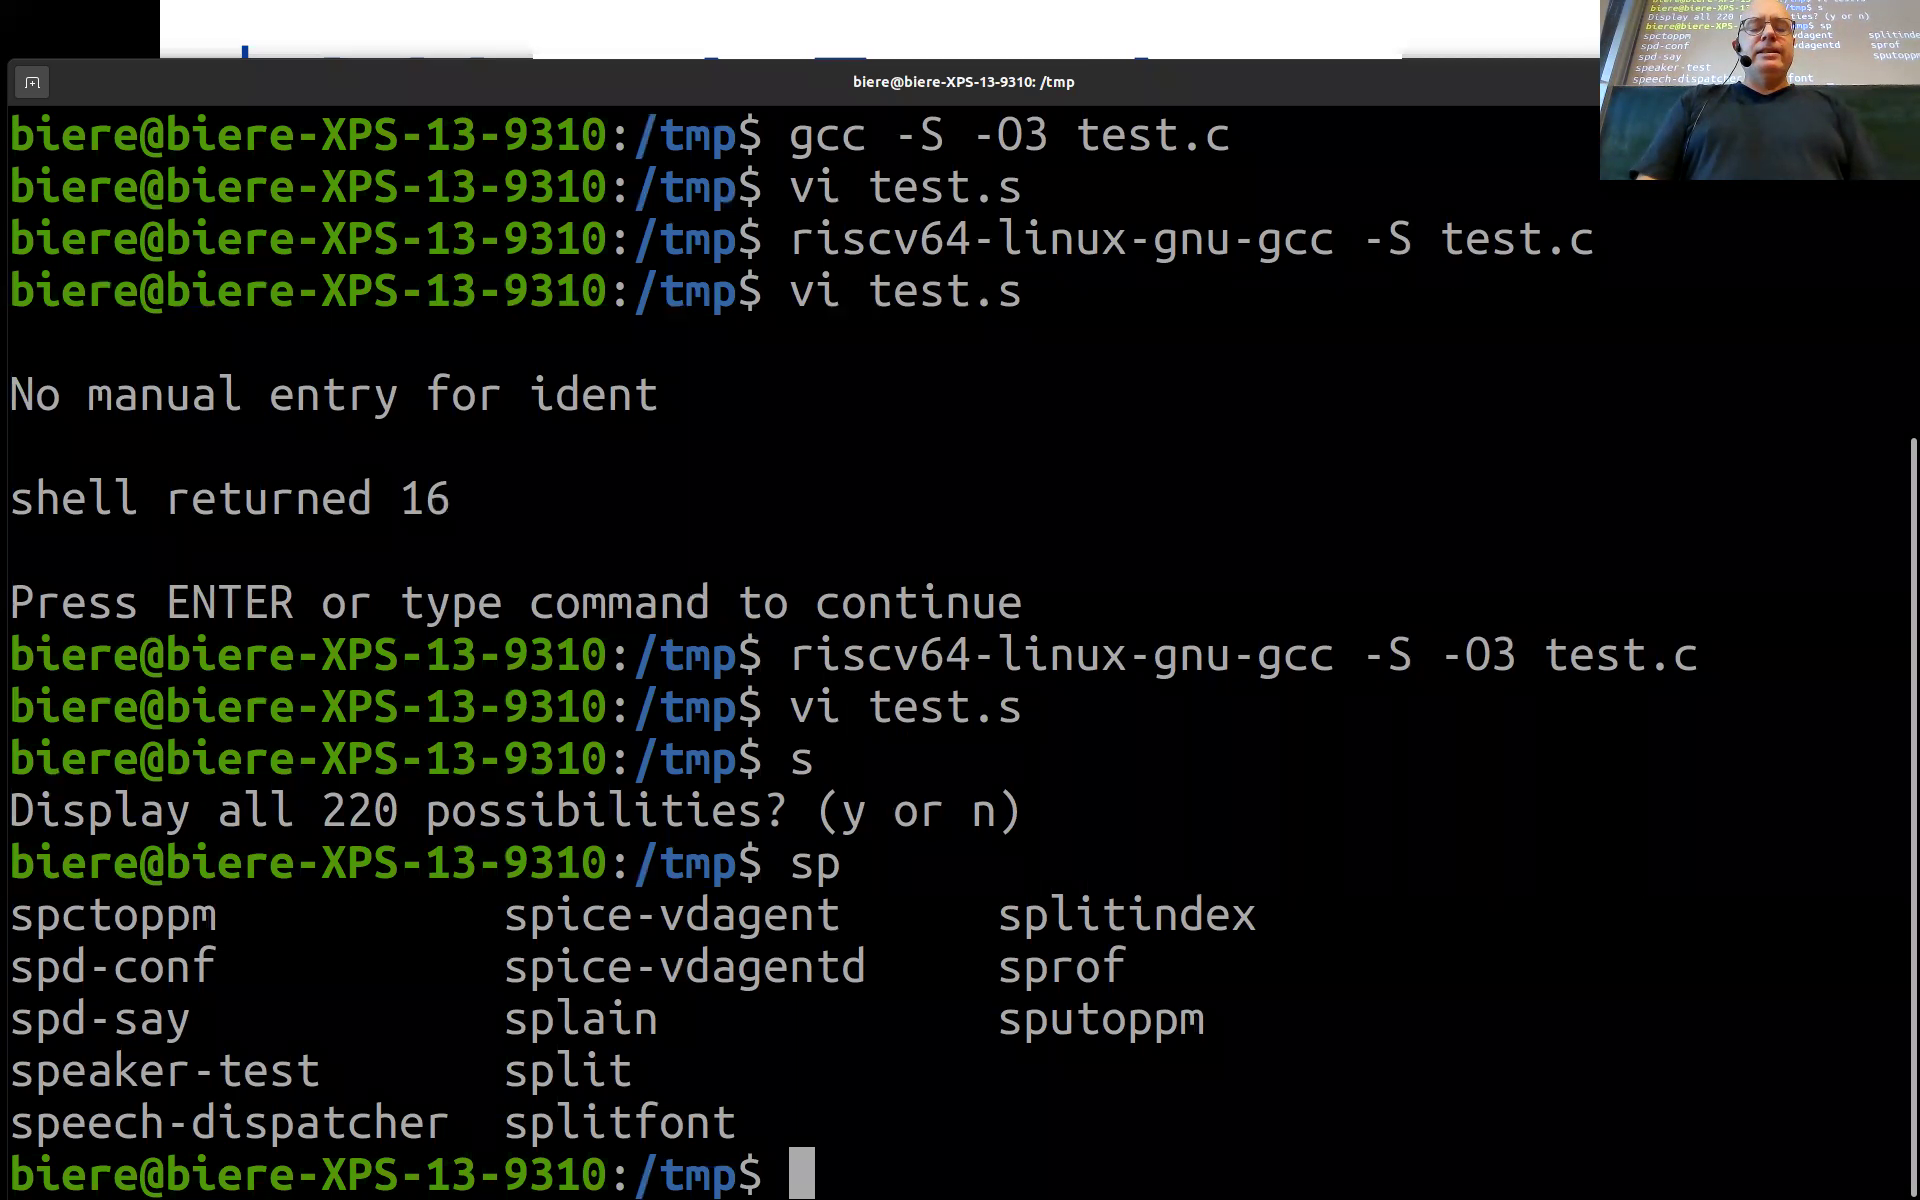 biere@biere-XPS-13-9310: /tmp
biere@biere-XPS-13-9310:/tmp$ gcc -S -O3 test.c
biere@biere-XPS-13-9310:/tmp$ vi test.s
biere@biere-XPS-13-9310:/tmp$ riscv64-linux-gnu-gcc -S test.c
biere@biere-XPS-13-9310:/tmp$ vi test.s
No manual entry for ident
shell returned 16
Press ENTER or type command to continue
biere@biere-XPS-13-9310:/tmp$ riscv64-linux-gnu-gcc -S -O3 test.c
biere@biere-XPS-13-9310:/tmp$ vi test.s
biere@biere-XPS-13-9310:/tmp$ s
Display all 220 possibilities? (y or n)
biere@biere-XPS-13-9310:/tmp$ sp
spctoppm spice-vdagent splitindex
spd-conf spice-vdagentd sprof
spd-say splain sputoppm
speaker-test split
speech-dispatcher splitfont
biere@biere-XPS-13-9310:/tmp$